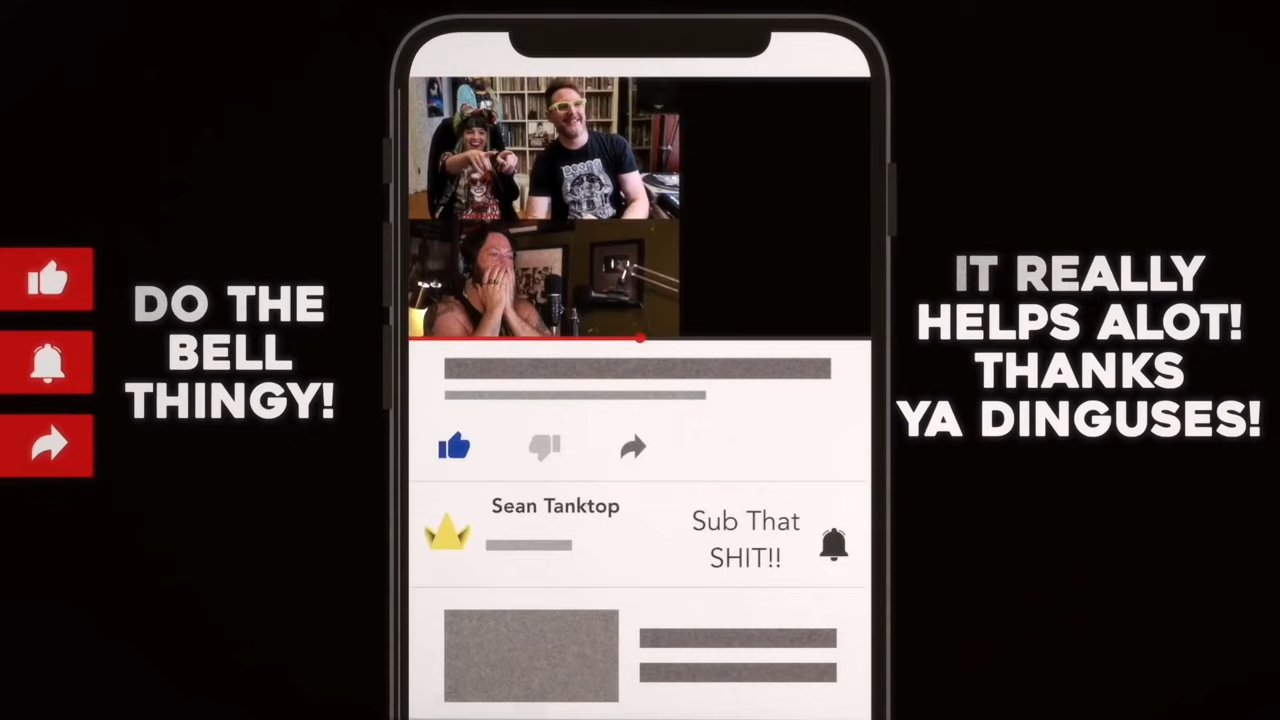 DO THE
BELL
THINGY!
Sean Tanktop
Sub That
SHIT!!
IT REALLY
HELPS ALOT!
THANKS
YA DINGUSES!